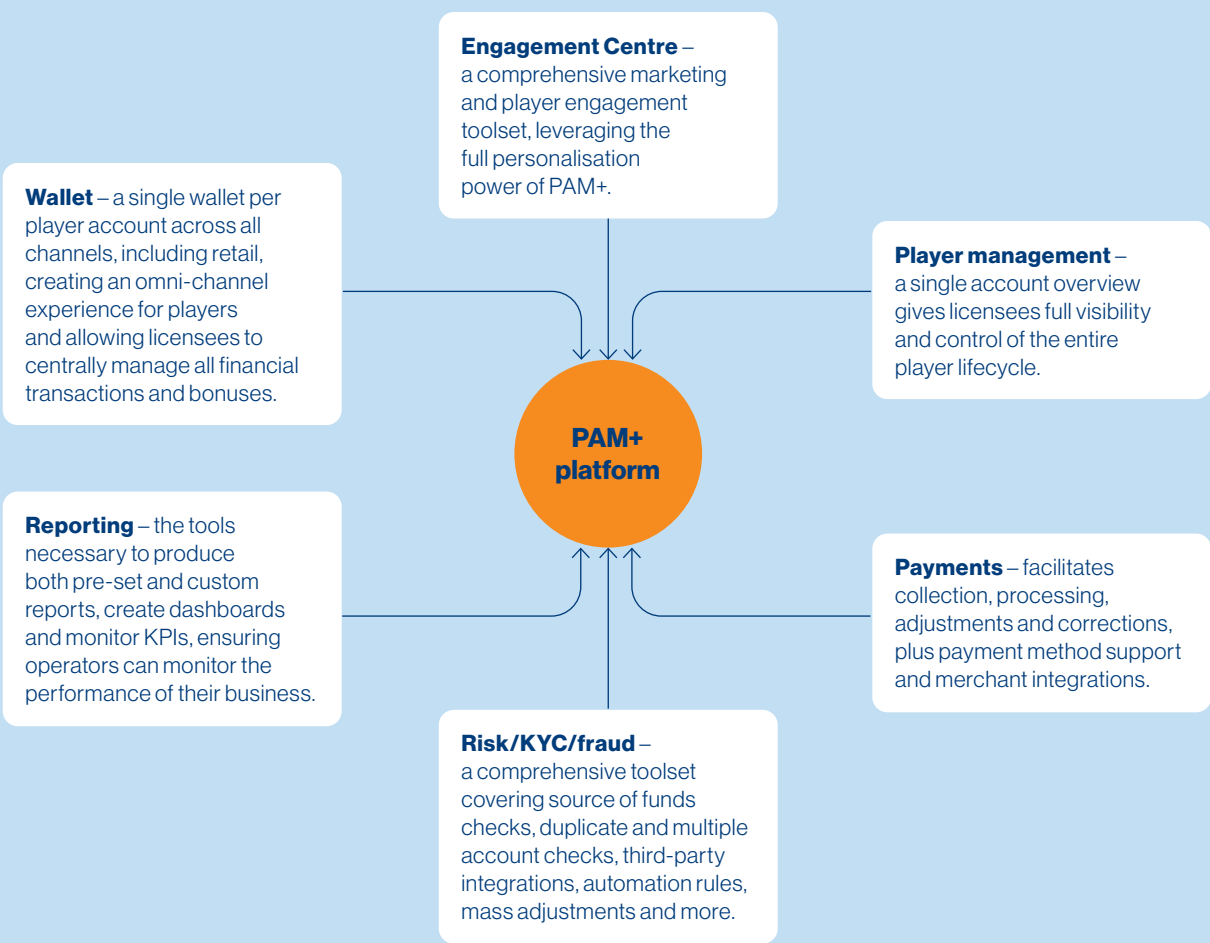 Engagement Centre –
a comprehensive marketing
and player engagement
toolset, leveraging the
full personalisation
power of PAM+.
Wallet – a single wallet per
player account across all
channels, including retail,
creating an omni-channel
experience for players
and allowing licensees to
centrally manage all financial
transactions and bonuses.
Player management –
a single account overview
gives licensees full visibility
and control of the entire
player lifecycle.
PAM+
platform
Reporting – the tools
necessary to produce
both pre-set and custom
reports, create dashboards
and monitor KPIs, ensuring
operators can monitor the
performance of their business.
Payments – facilitates
collection, processing,
adjustments and corrections,
plus payment method support
and merchant integrations.
Risk/KYC/fraud –
a comprehensive toolset
covering source of funds
checks, duplicate and multiple
account checks, third-party
integrations, automation rules,
mass adjustments and more.